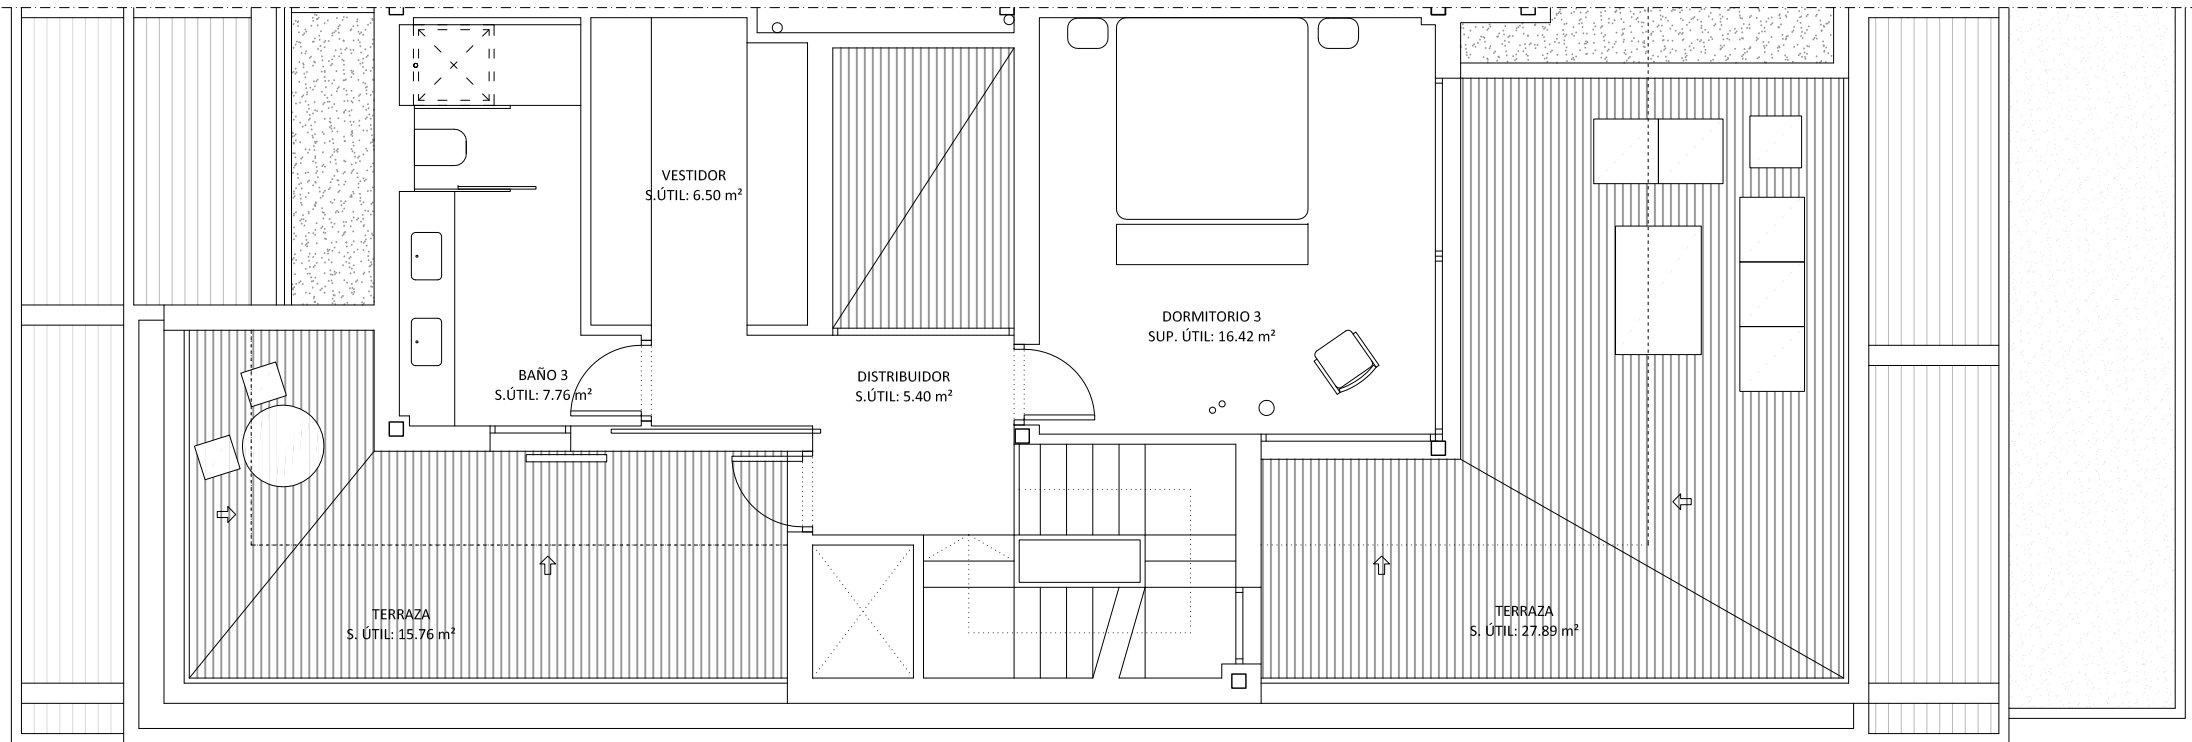 VESTIDOR
S.ÚTIL: 6.50 m²
DORMITORIO 3
SUP. ÚTIL: 16.42 m²
BAÑO 3
S.ÚTIL: 7.76 m²
DISTRIBUIDOR
S.ÚTIL: 5.40 m²
TERRAZA
S. ÚTIL: 15.76 m²
TERRAZA
S. ÚTIL: 27.89 m²